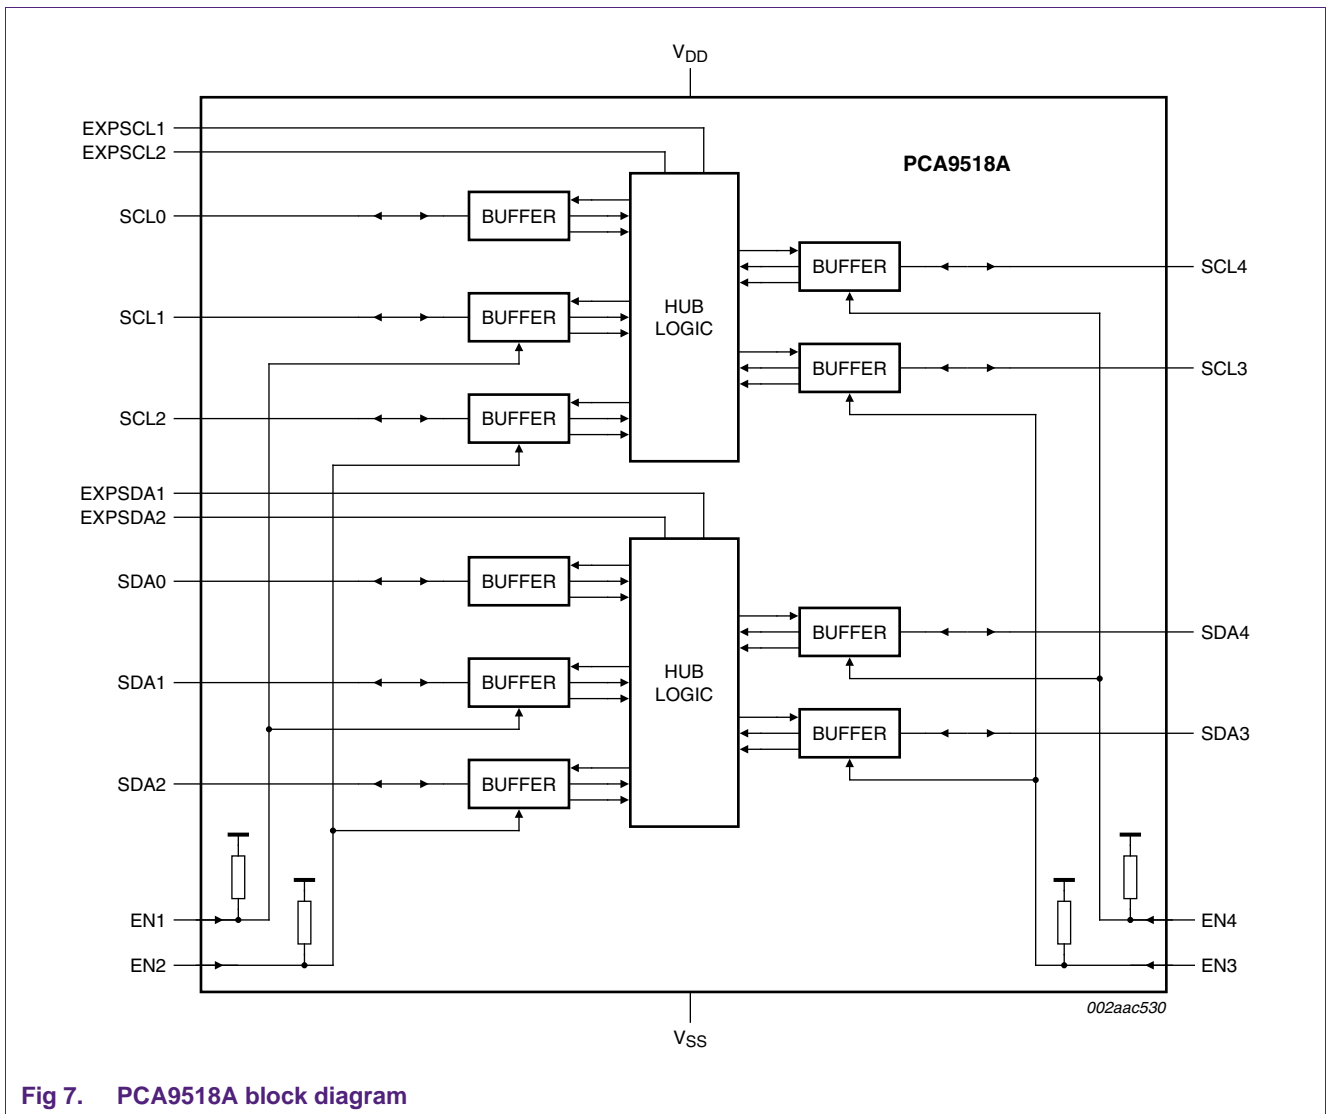 VDD
EXPSCL1
EXPSCL2
PCA9518A
SCL0
BUFFER
SCL1
BUFFER
SCL2
BUFFER
HUB
LOGIC
BUFFER
SCL4
BUFFER
SCL3
EXPSDA1
EXPSDA2
SDA0
BUFFER
SDA1
BUFFER
SDA2
BUFFER
HUB
LOGIC
BUFFER
SDA4
BUFFER
SDA3
EN1
EN2
EN4
EN3
002aac530
VSS
Fig 7. PCA9518A block diagram